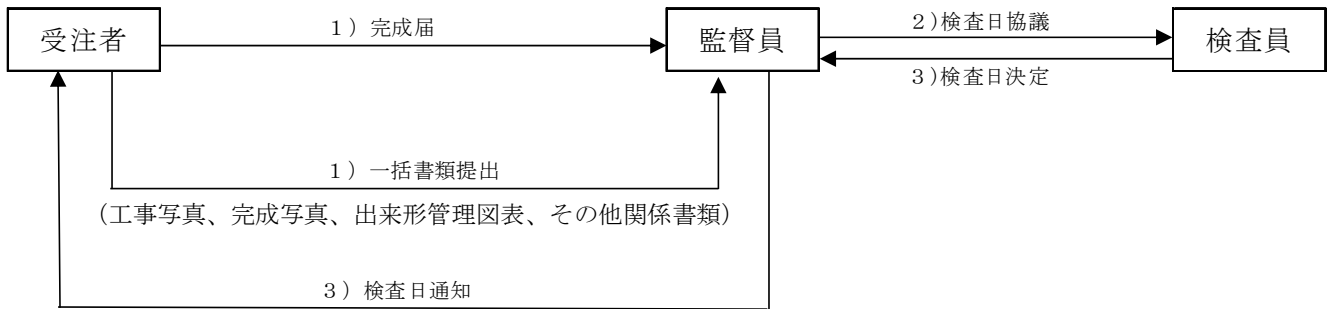 受注者
1）完成届
監督員
2)検査日協議
3)検査日決定
検査員
1）一括書類提出
（工事写真、完成写真、出来形管理図表、その他関係書類）
3）検査日通知